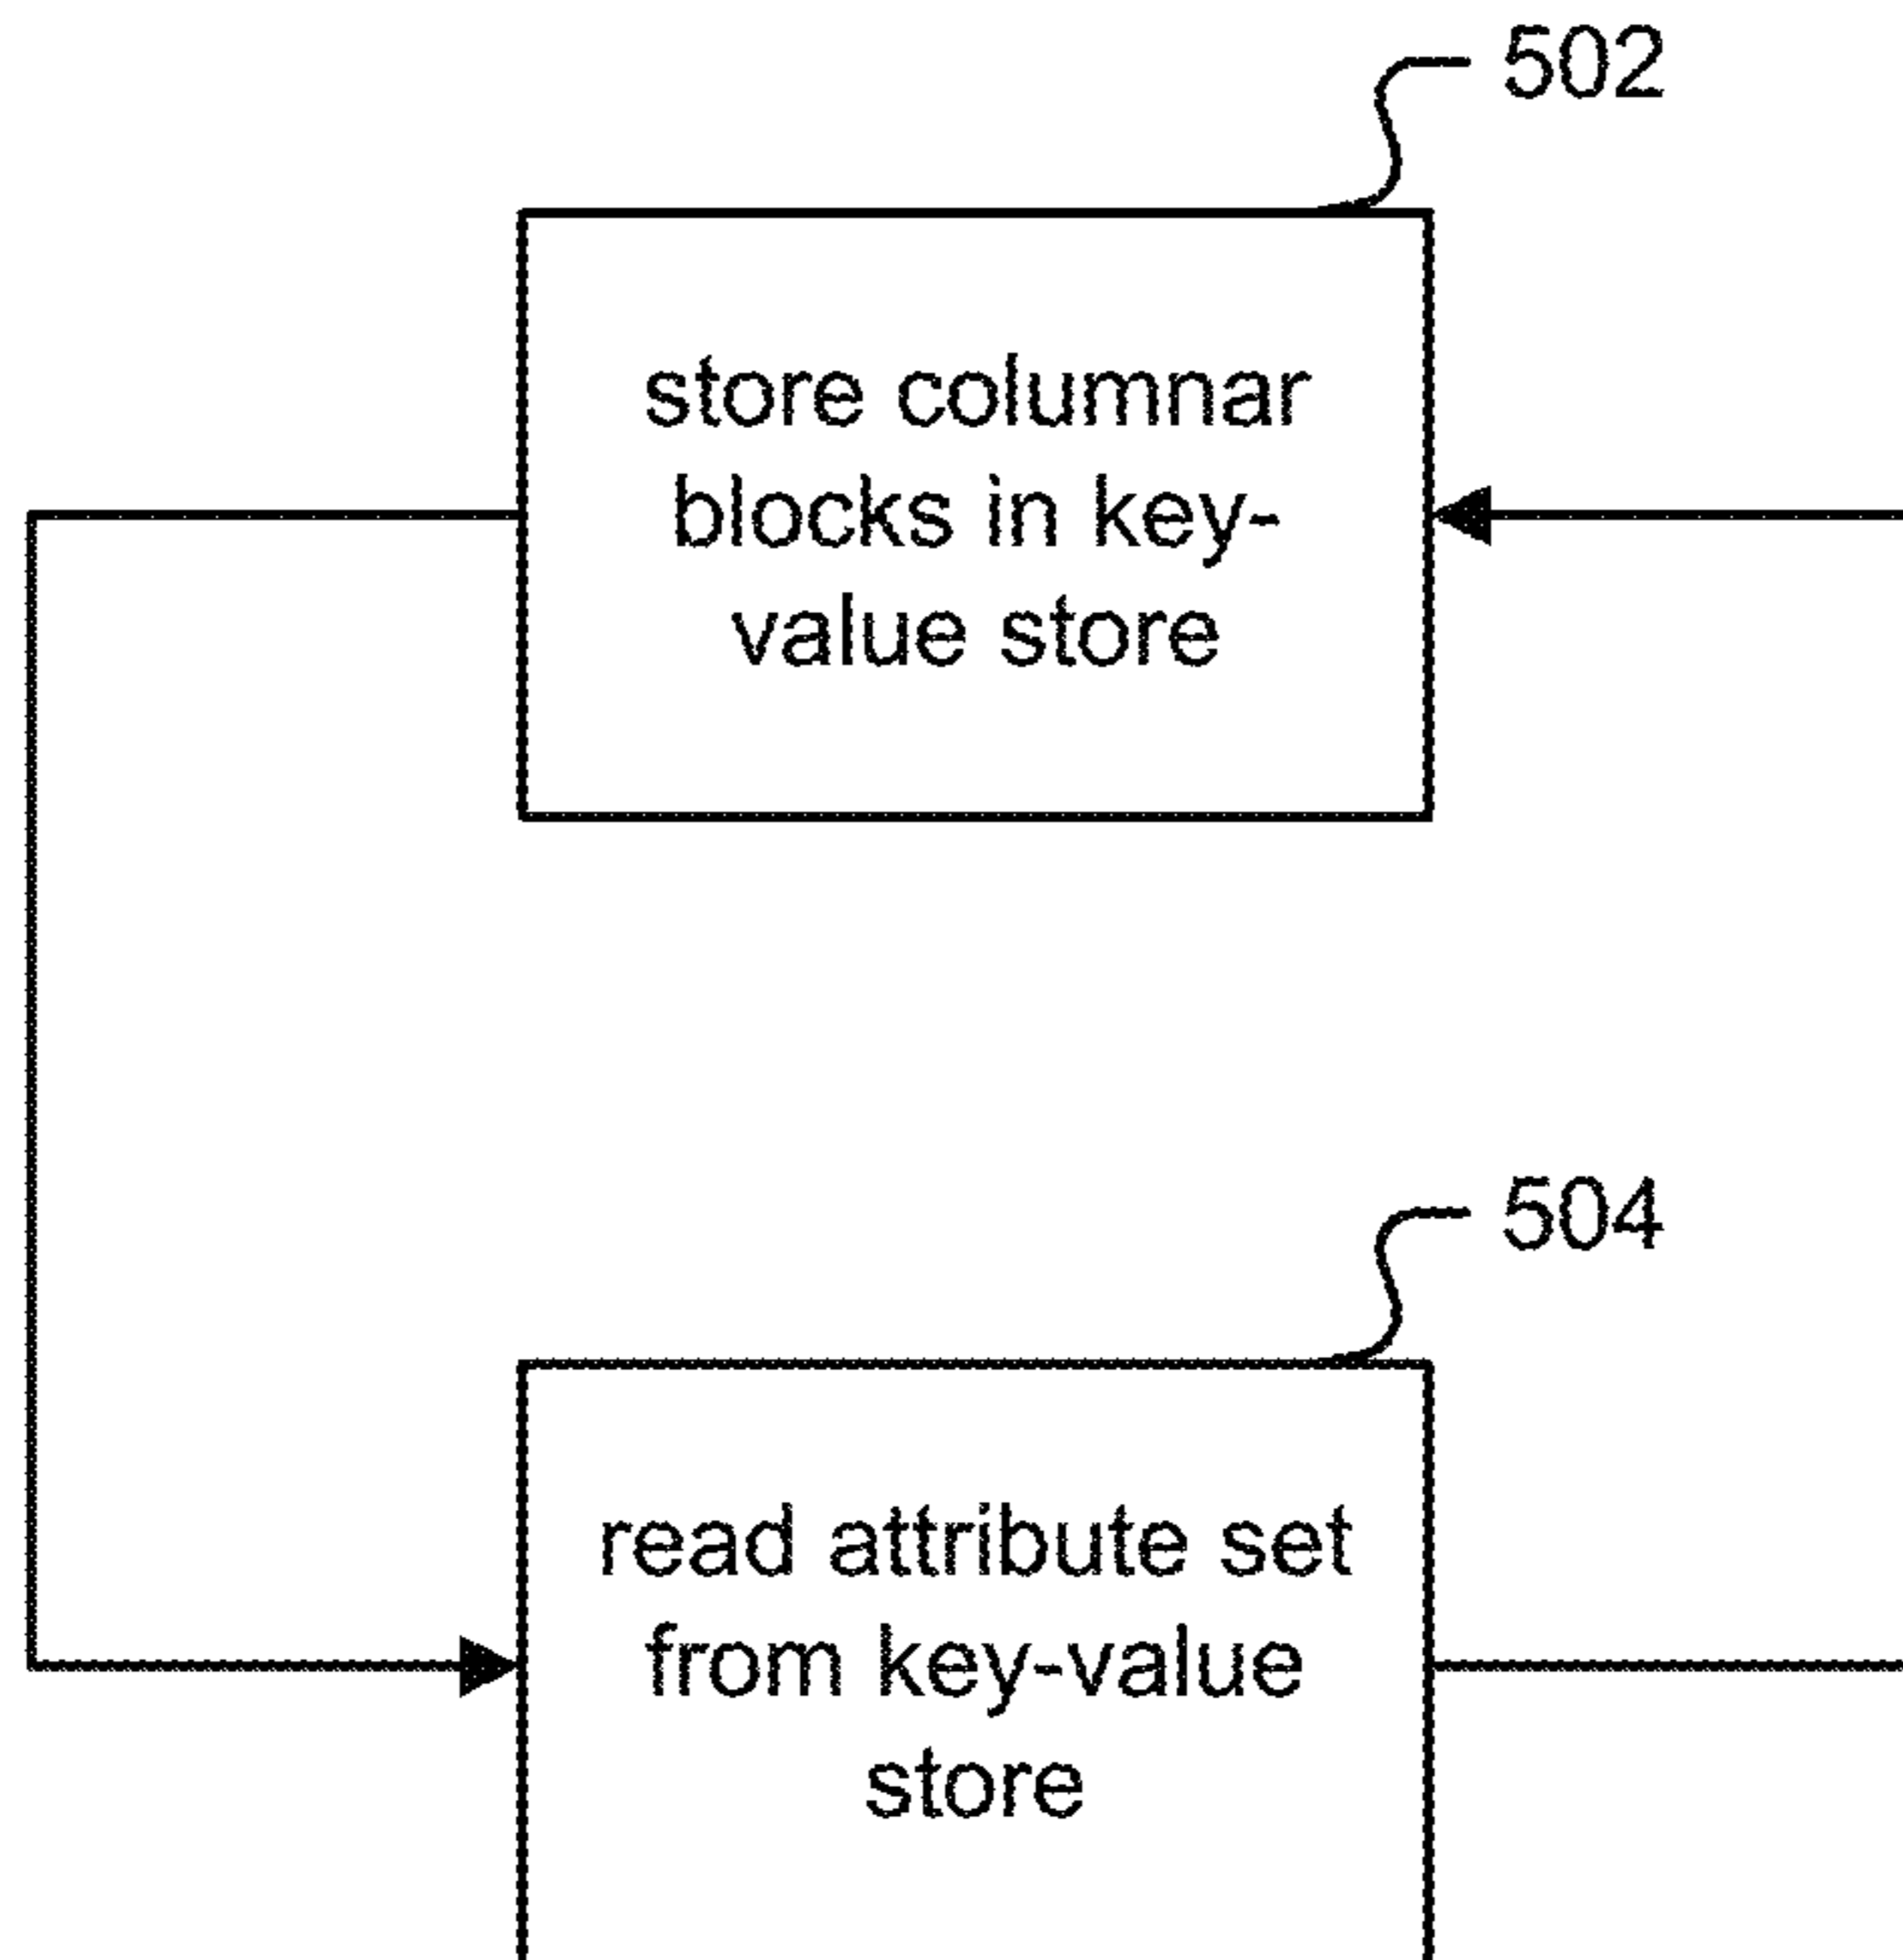 502
store columnar
blocks in key-
value store
504
read attribute set
from key-value
store